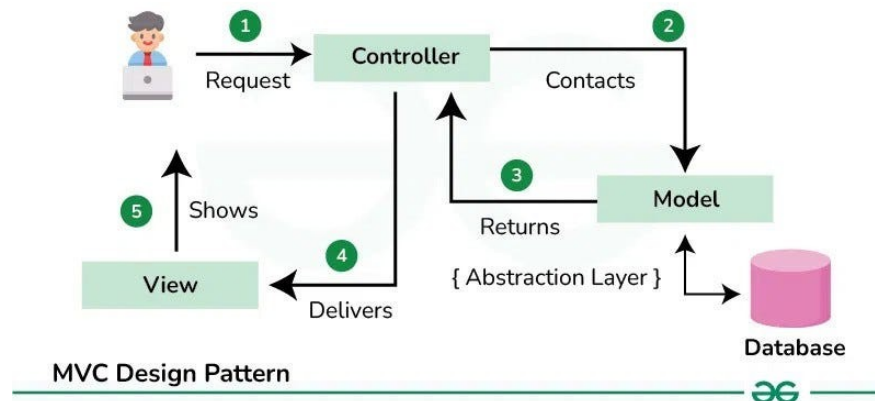 1
2
Controller
Request
Contacts
3
Model
5
Shows
Returns
4
{ Abstraction Layer }
View
Delivers
Database
MVC Design Pattern